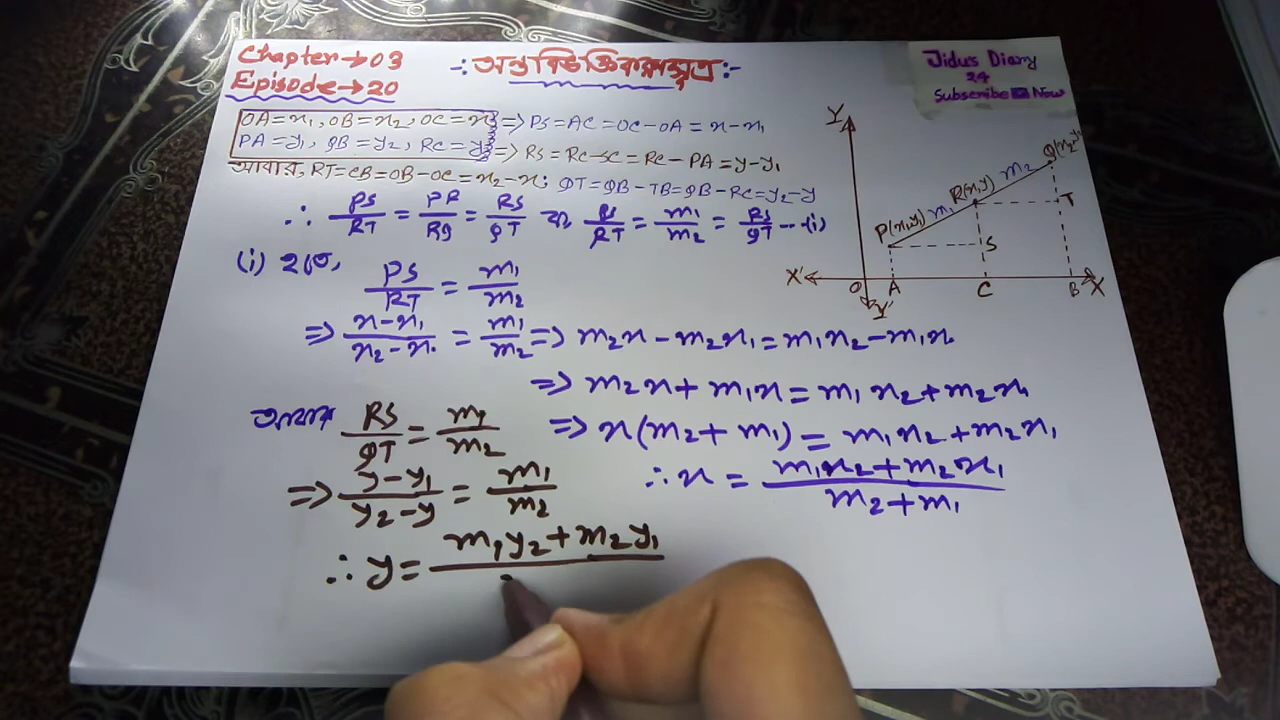 Chapter→03
Episode→20
-:অন্তর্বিভক্তিকরণ সূত্র:-
Jidus Diary
24
Subscribe Now
OA=x₁, OB=x₂, OC=x ⇒ PS=AC=OC-OA=x-x₁
PA=y₁, QB=y₂, RC=y ⇒ RS=RC-SC=RC-PA=y-y₁
আবার, RT=CB=OB-OC=x₂-x; QT=QB-TB=QB-RC=y₂-y
∴ PS/RT = PR/RQ = RS/QT বা, PS/RT = m₁/m₂ = RS/QT --- (i)
(i) হতে,
PS/RT = m₁/m₂
⇒ x-x₁/x₂-x = m₁/m₂ ⇒ m₂x-m₂x₁=m₁x₂-m₁x
⇒ m₂x+m₁x=m₁x₂+m₂x₁
আবার RS/QT = m₁/m₂
⇒ x(m₂+m₁)=m₁x₂+m₂x₁
⇒ y-y₁/y₂-y = m₁/m₂
∴ x = m₁x₂+m₂x₁/m₂+m₁
∴ y = m₁y₂+m₂y₁
Y
Q(x₂,y
m₂
R(x,y)
m₁
P(x₁,y₁)
T
S
X' O A C B X
Y'